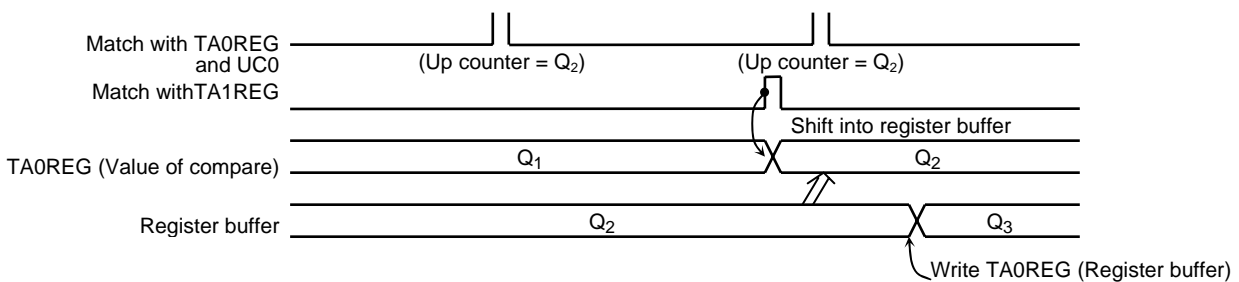 Match with TA0REG
and UC0
(Up counter = Q₂)
(Up counter = Q₂)
Match withTA1REG
Shift into register buffer
TA0REG (Value of compare)
Q₁
Q₂
Register buffer
Q₂
Q₃
Write TA0REG (Register buffer)